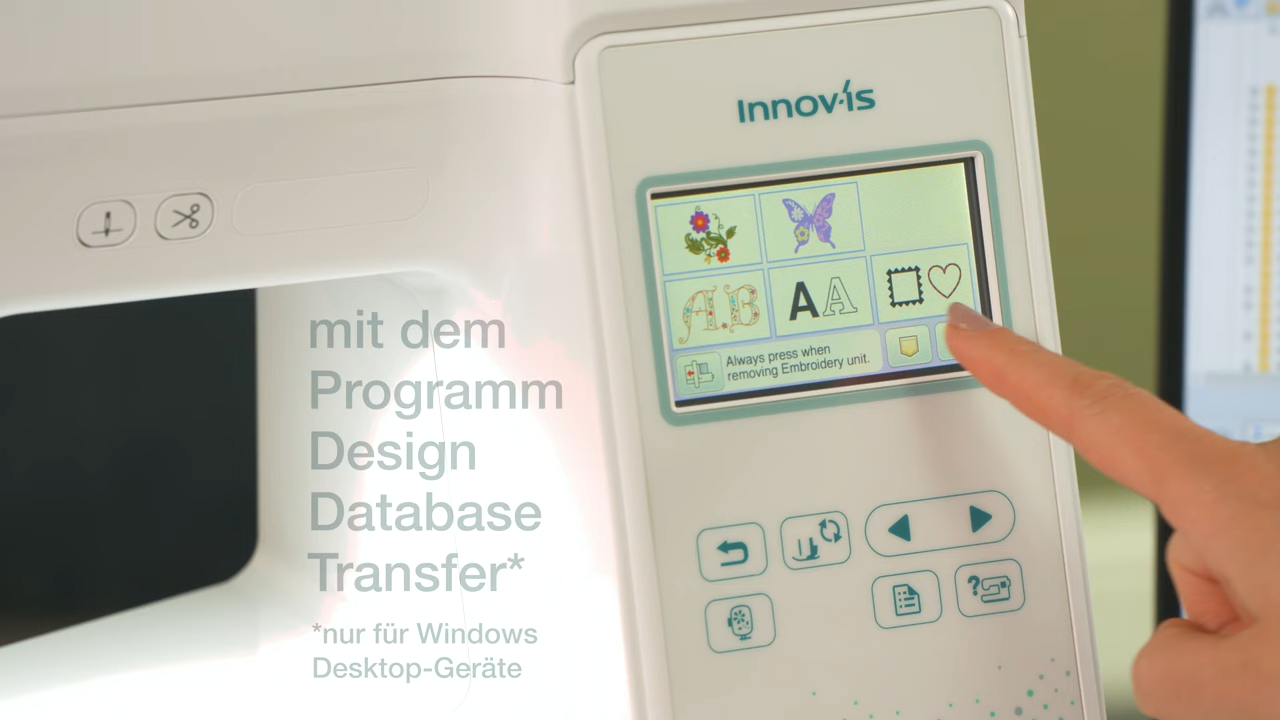 INNOV-ÍS
AB
AA
Always press when
removing Embroidery unit.
mit dem
Programm
Design
Database
Transfer*
*nur für Windows
Desktop-Geräte
?